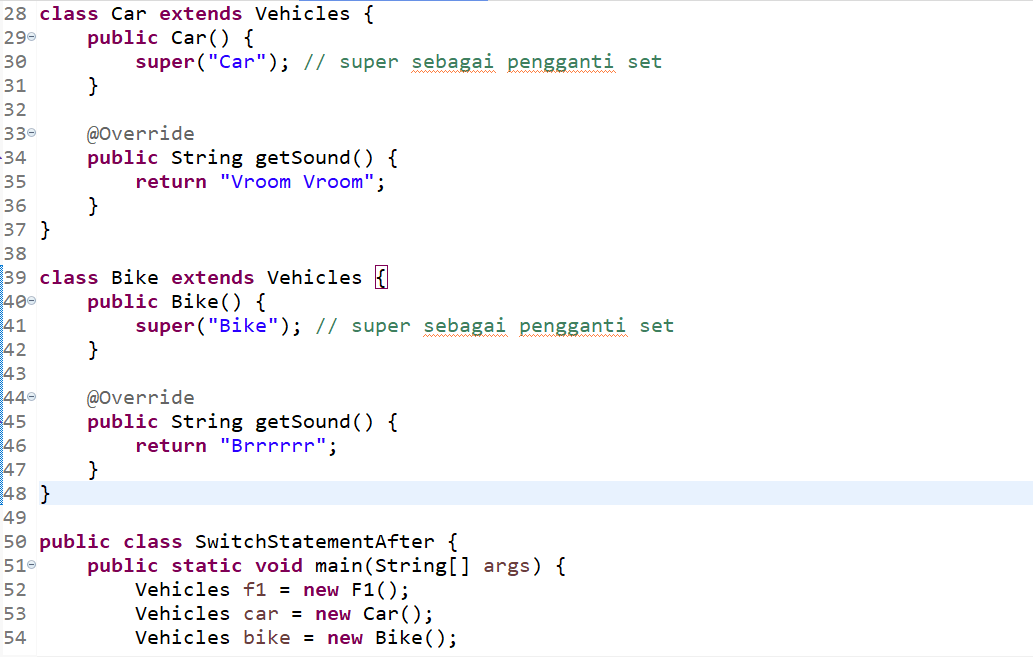 28 class Car extends Vehicles {
29 public Car() {
30 super("Car"); // super sebagai pengganti set
31 }
32
33 @Override
34 public String getSound() {
35 return "Vroom Vroom";
36 }
37 }
38
39 class Bike extends Vehicles {
40 public Bike() {
41 super("Bike"); // super sebagai pengganti set
42 }
43
44 @Override
45 public String getSound() {
46 return "Brrrrrr";
47 }
48 }
49
50 public class SwitchStatementAfter {
51 public static void main(String[] args) {
52 Vehicles f1 = new F1();
53 Vehicles car = new Car();
54 Vehicles bike = new Bike();